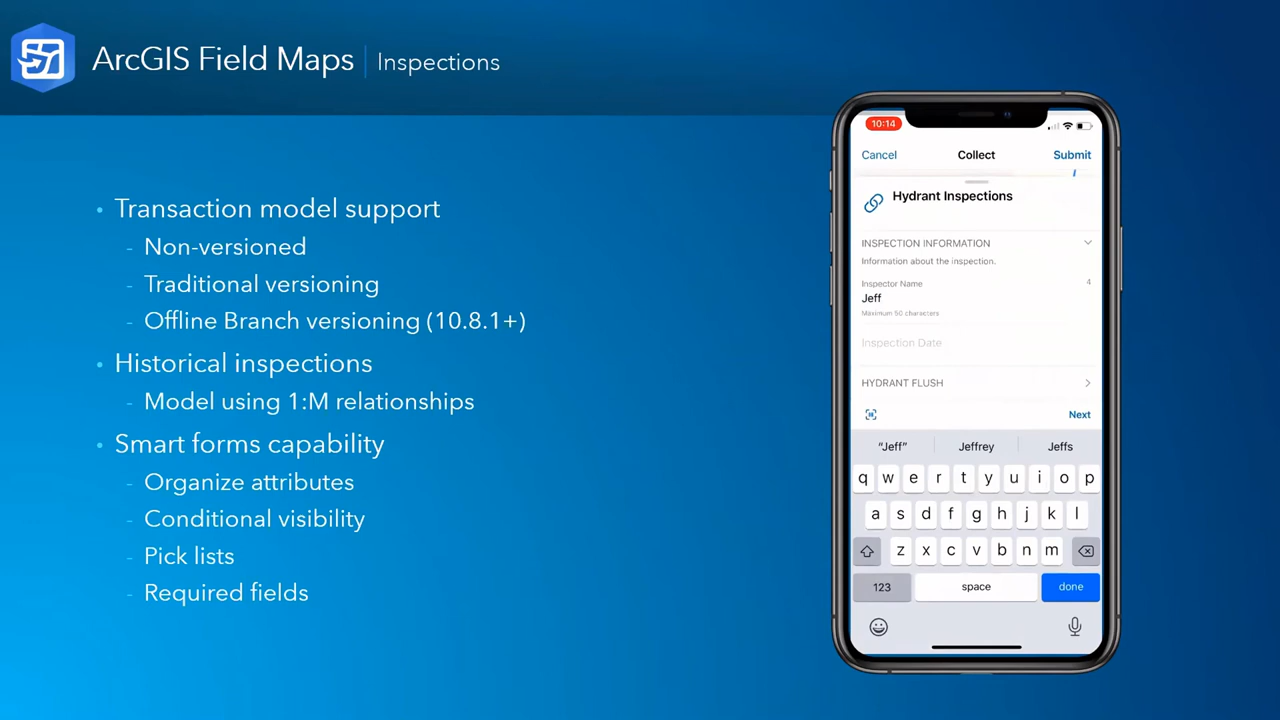 ArcGIS Field Maps | Inspections
• Transaction model support
- Non-versioned
- Traditional versioning
- Offline Branch versioning (10.8.1+)
• Historical inspections
- Model using 1:M relationships
• Smart forms capability
- Organize attributes
- Conditional visibility
- Pick lists
- Required fields
10:14
Cancel Collect Submit
Hydrant Inspections
INSPECTION INFORMATION
Information about the inspection.
Inspector Name 4
Jeff
Maximum 50 characters
Inspection Date
HYDRANT FLUSH
Next
“Jeff” Jeffrey Jeffs
q w e r t y u i o p
a s d f g h j k l
z x c v b n m
123 space done